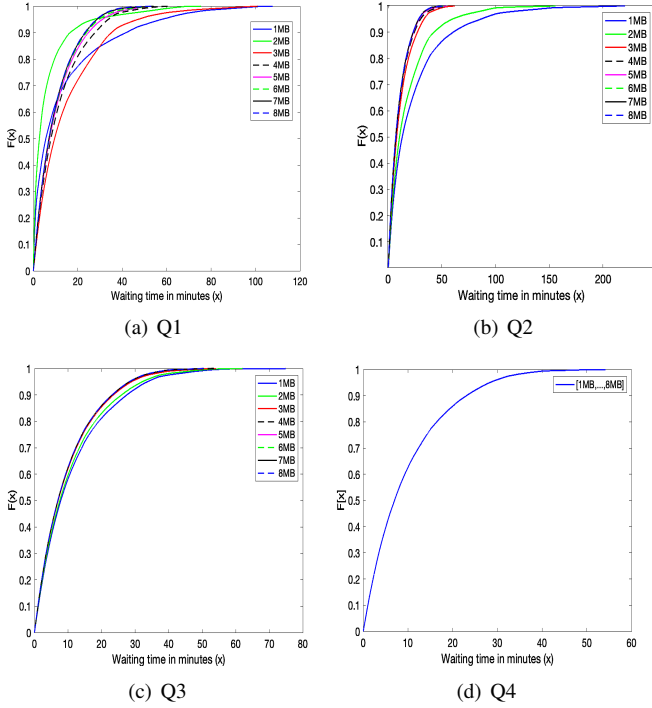 1
0.9
0.8
0.7
0.6
0.5
0.4
0.3
0.2
0.1
0
F(x)
0 20 40 60 80 100 120
Waiting time in minutes (x)
1MB
2MB
3MB
4MB
5MB
6MB
7MB
8MB
(a) Q1
1
0.9
0.8
0.7
0.6
0.5
0.4
0.3
0.2
0.1
F(x)
0 50 100 150 200
Waiting time in minutes (x)
1MB
2MB
3MB
4MB
5MB
6MB
7MB
8MB
(b) Q2
1
0.9
0.8
0.7
0.6
0.5
0.4
0.3
0.2
0.1
0
F(x)
0 10 20 30 40 50 60 70 80
Waiting time in minutes (x)
1MB
2MB
3MB
4MB
5MB
6MB
7MB
8MB
(c) Q3
1
0.9
0.8
0.7
0.6
0.5
0.4
0.3
0.2
0.1
0
F[x]
0 10 20 30 40 50 60
Waiting time in minutes (x)
[1MB,...,8MB]
(d) Q4